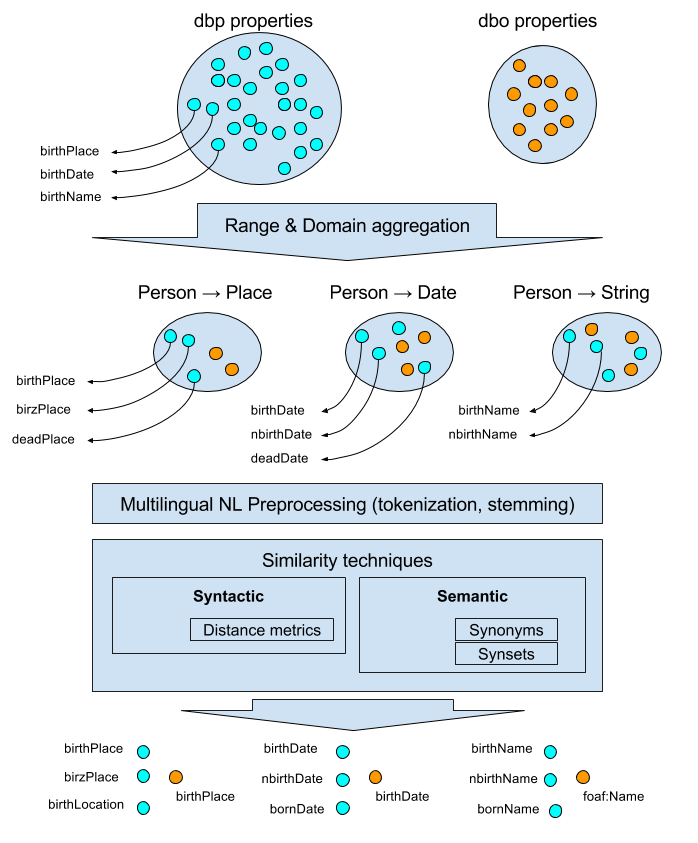 dbp properties
dbo properties
birthPlace
birthDate
birthName
Range & Domain aggregation
Person → Place
Person → Date
Person → String
birthPlace
birzPlace
deadPlace
birthDate
nbirthDate
deadDate
birthName
nbirthName
Multilingual NL Preprocessing (tokenization, stemming)
Similarity techniques
Syntactic
Distance metrics
Semantic
Synonyms
Synsets
birthPlace
birzPlace
birthLocation
birthPlace
birthDate
nbirthDate
bornDate
birthDate
birthName
nbirthName
bornName
foaf:Name